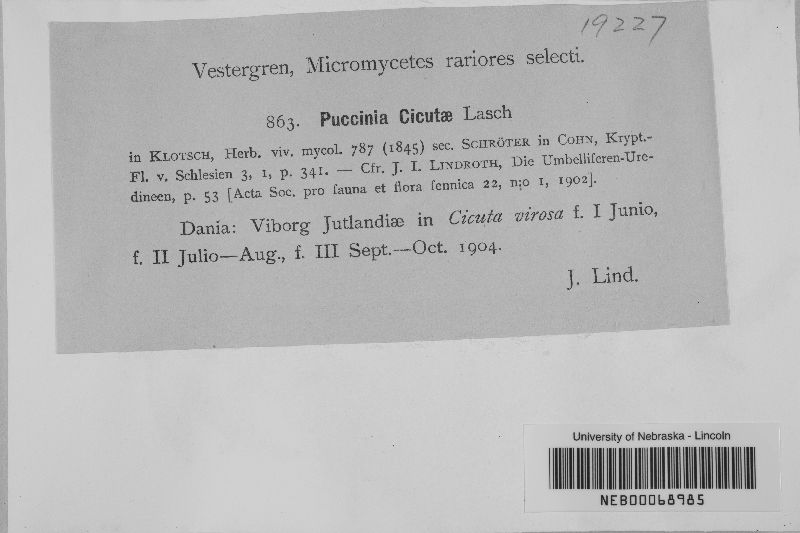 19227
Vestergren, Micromycetes rariores selecti.
863. Puccinia Cicutæ Lasch
in KLOTSCH, Herb. viv. mycol. 787 (1845) sec. SCHRÖTER in COHN, Krypt.-
Fl. v. Schlesien 3, 1, p. 341. — Cfr. J. I. LINDROTH, Die Umbelliferen-Ure-
dineen, p. 53 [Acta Soc. pro fauna et flora fennica 22, n:o 1, 1902].
Dania: Viborg Jutlandiæ in Cicuta virosa f. I Junio,
f. II Julio—Aug., f. III Sept.—Oct. 1904.
J. Lind.
University of Nebraska - Lincoln
NEB00068985